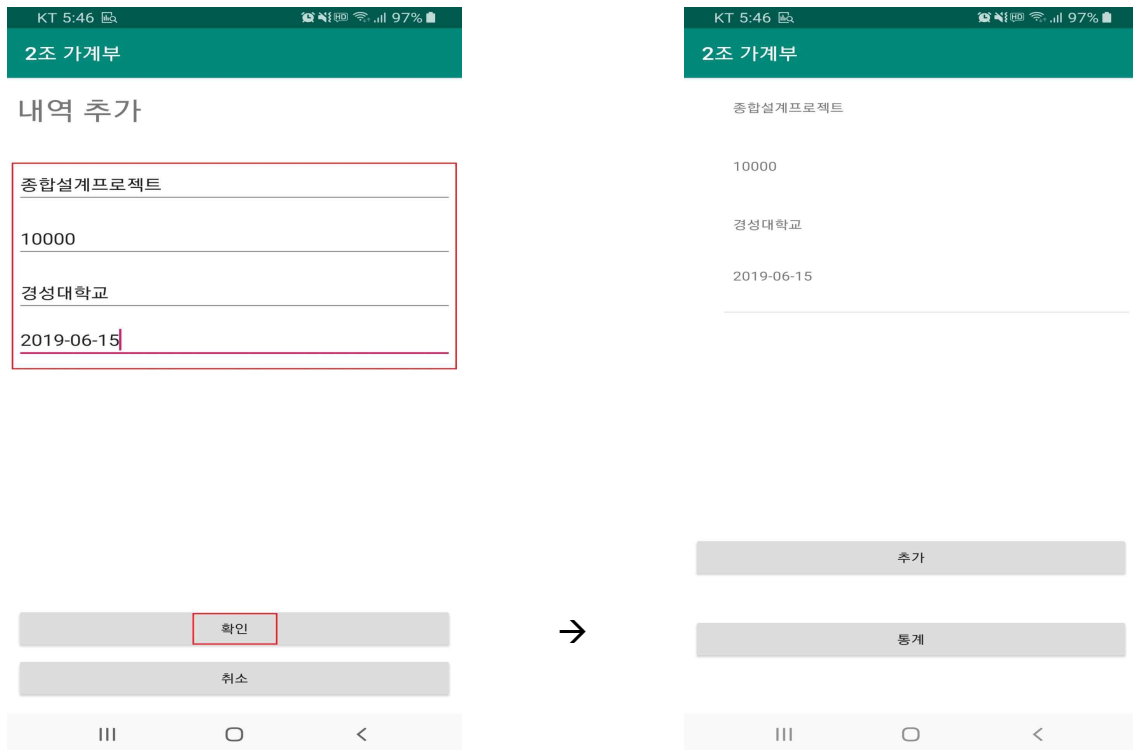 KT 5:46
97%
2조 가계부
내역 추가
종합설계프로젝트
10000
경성대학교
2019-06-15
확인
취소
→
KT 5:46
97%
2조 가계부
종합설계프로젝트
10000
경성대학교
2019-06-15
추가
통계